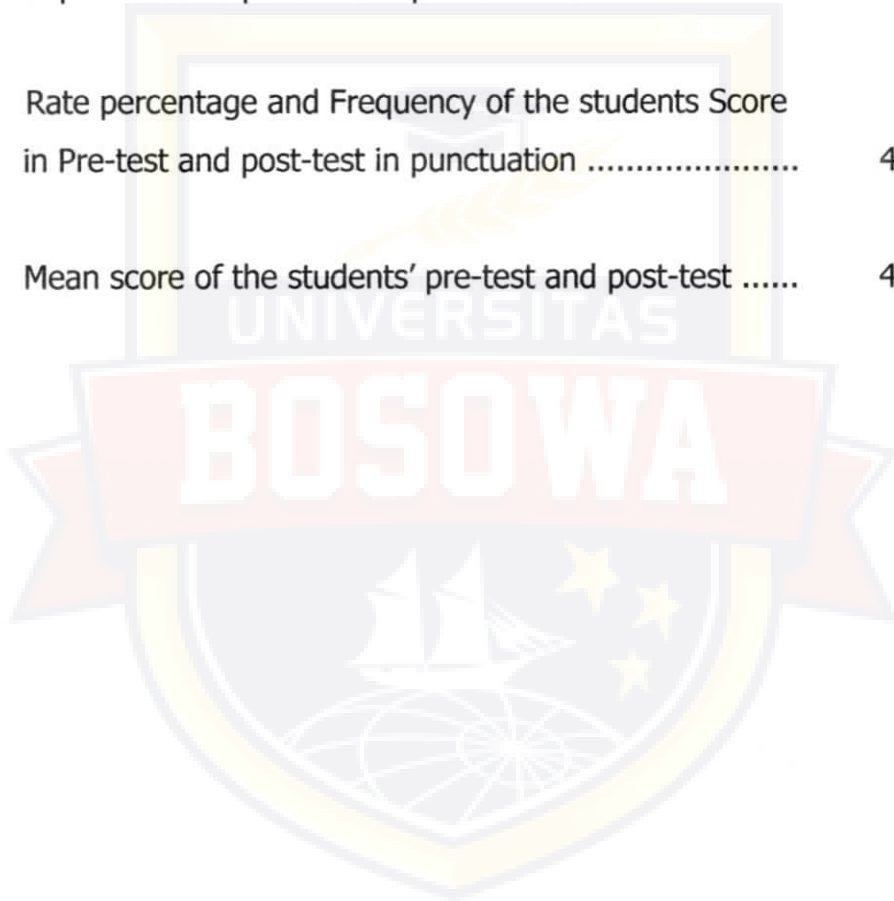 Rate percentage and Frequency of the students Score
in Pre-test and post-test in punctuation ...................... 4
Mean score of the students' pre-test and post-test ...... 4
UNIVERSITAS
BOSOWA